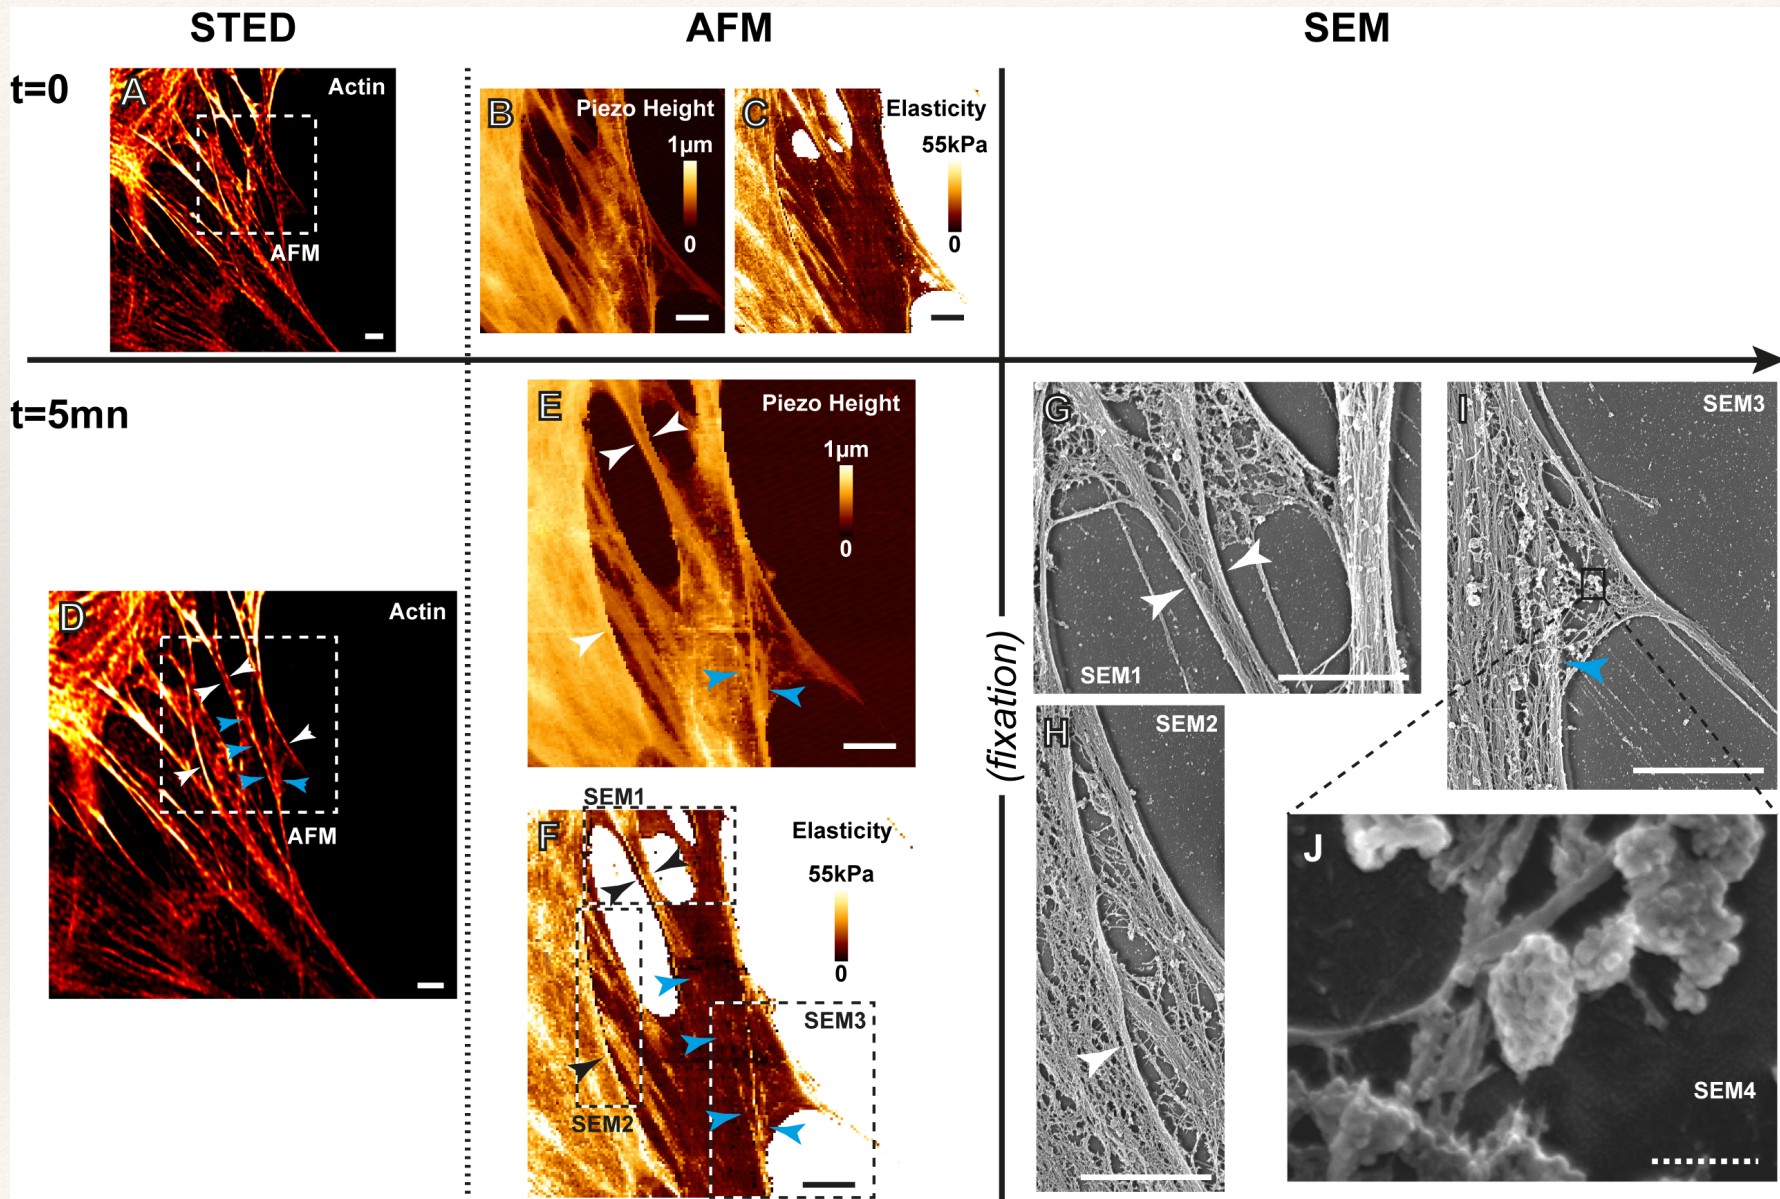 STED
AFM
SEM
t=0
A
Actin
AFM
B
Piezo Height
1µm
0
C
Elasticity
55kPa
0
t=5mn
D
Actin
AFM
E
Piezo Height
1µm
0
F
SEM1
Elasticity
55kPa
0
SEM3
SEM2
(fixation)
G
SEM1
H
SEM2
I
SEM3
J
SEM4